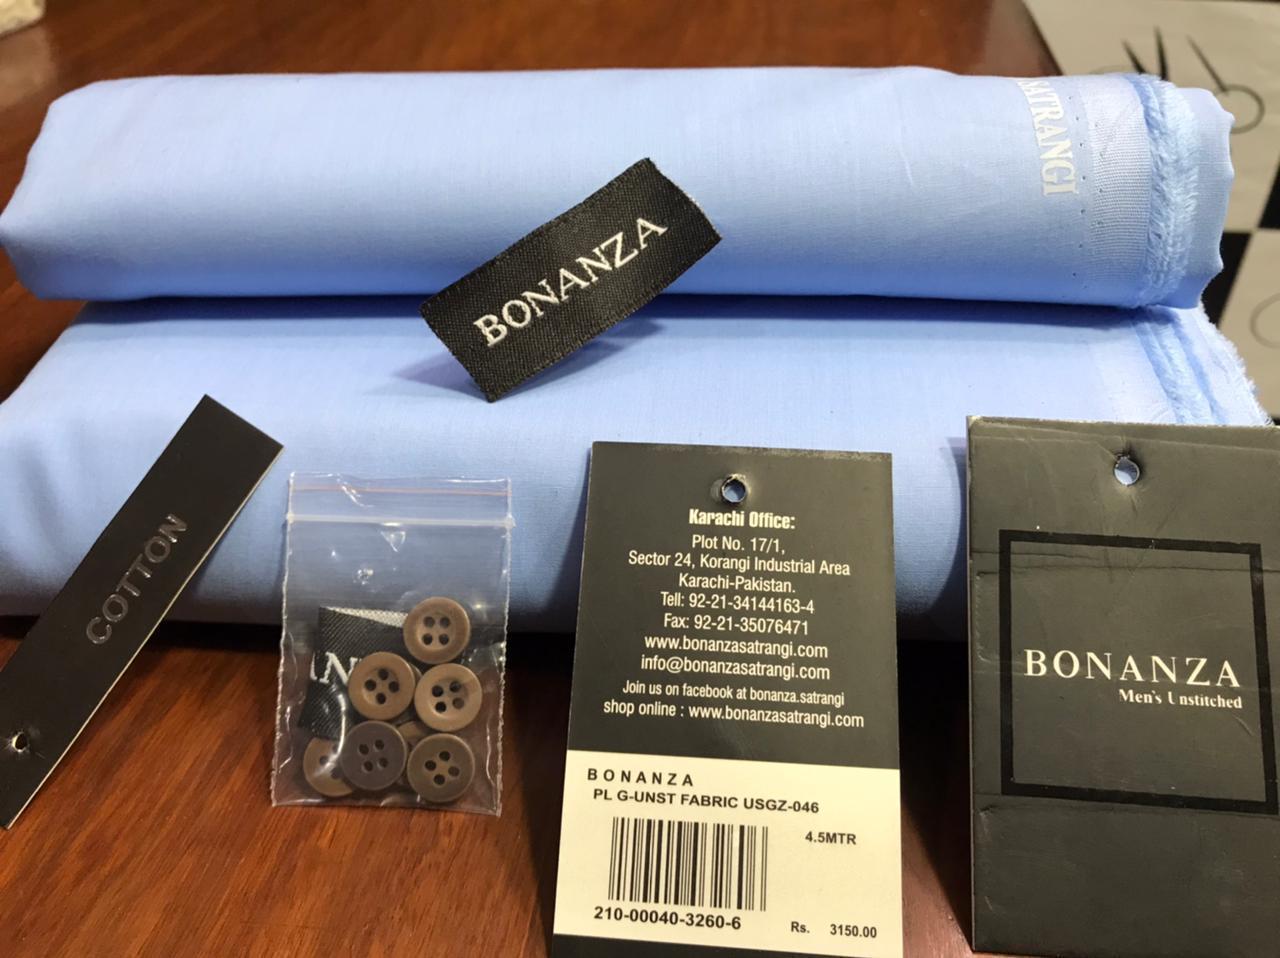 SATRANGI
BONANZA
COTTON
Karachi Office:
Plot No. 17/1,
Sector 24, Korangi Industrial Area
Karachi-Pakistan.
Tell: 92-21-34144163-4
Fax: 92-21-35076471
www.bonanzasatrangi.com
info@bonanzasatrangi.com
Join us on facebook at bonanza.satrangi
shop online : www.bonanzasatrangi.com
BONANZA
PL G-UNST FABRIC USGZ-046
4.5MTR
210-00040-3260-6
Rs. 3150.00
BONANZA
Men's Unstitched